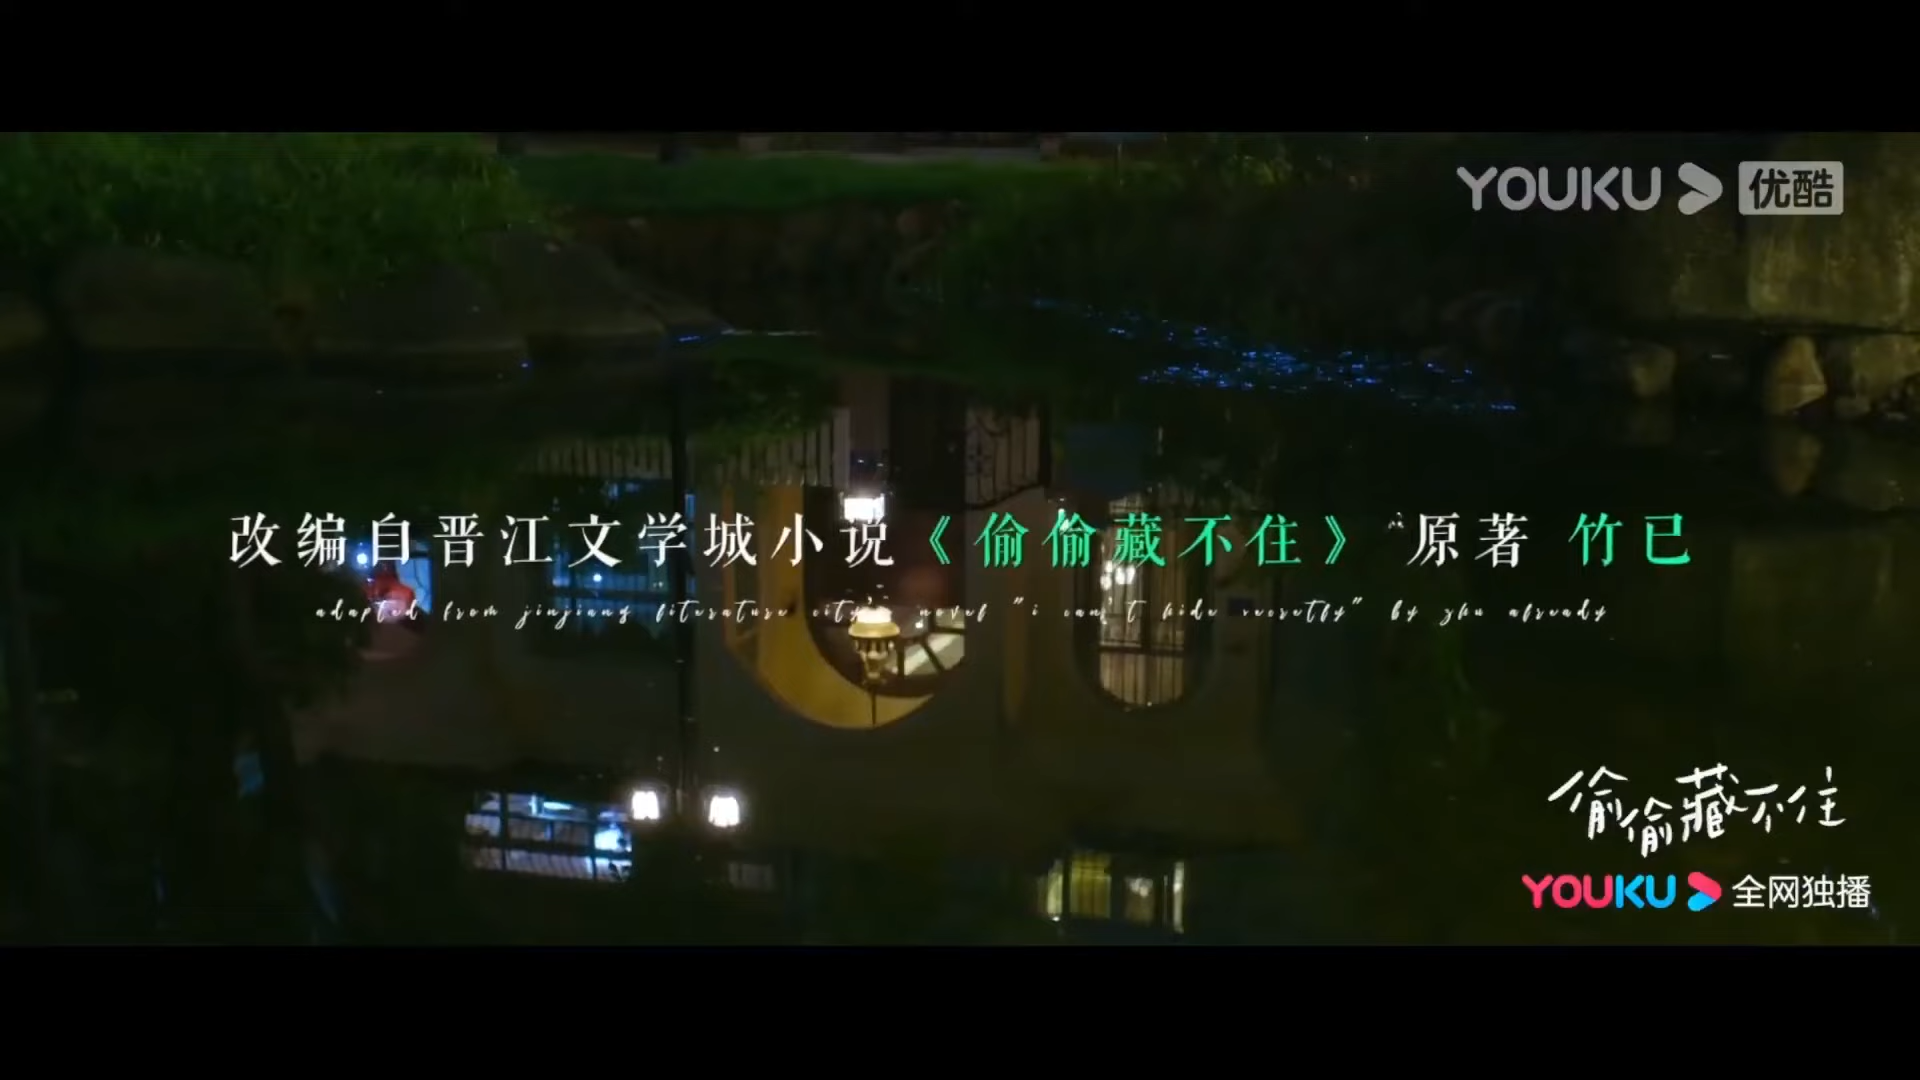 YOUKU 优酷
改编自晋江文学城小说《偷偷藏不住》 原著 竹已
adapted from jinjiang literature city's novel "i can't hide secretly" by zhu already
偷偷藏不住
YOUKU 全网独播